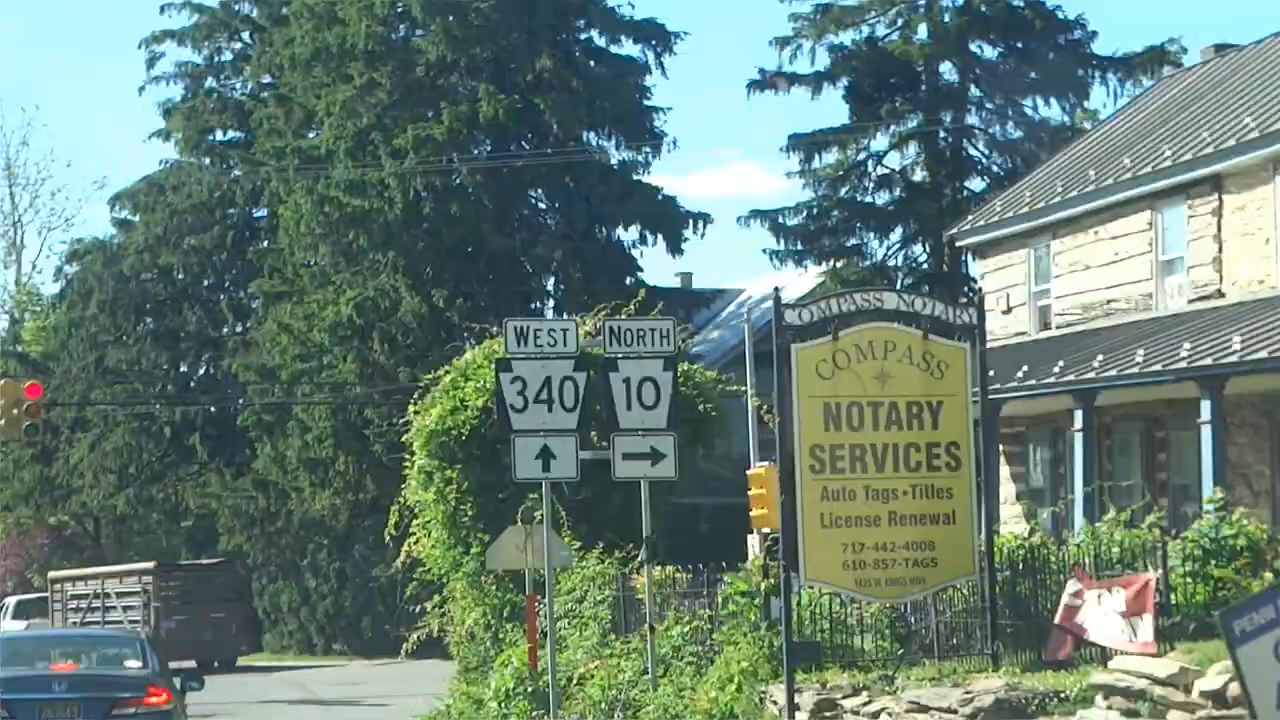 WEST
340
NORTH
10
COMPASS NOTARY
COMPASS
NOTARY
SERVICES
Auto Tags • Titles
License Renewal
717-442-4008
610-857-TAGS
PENN